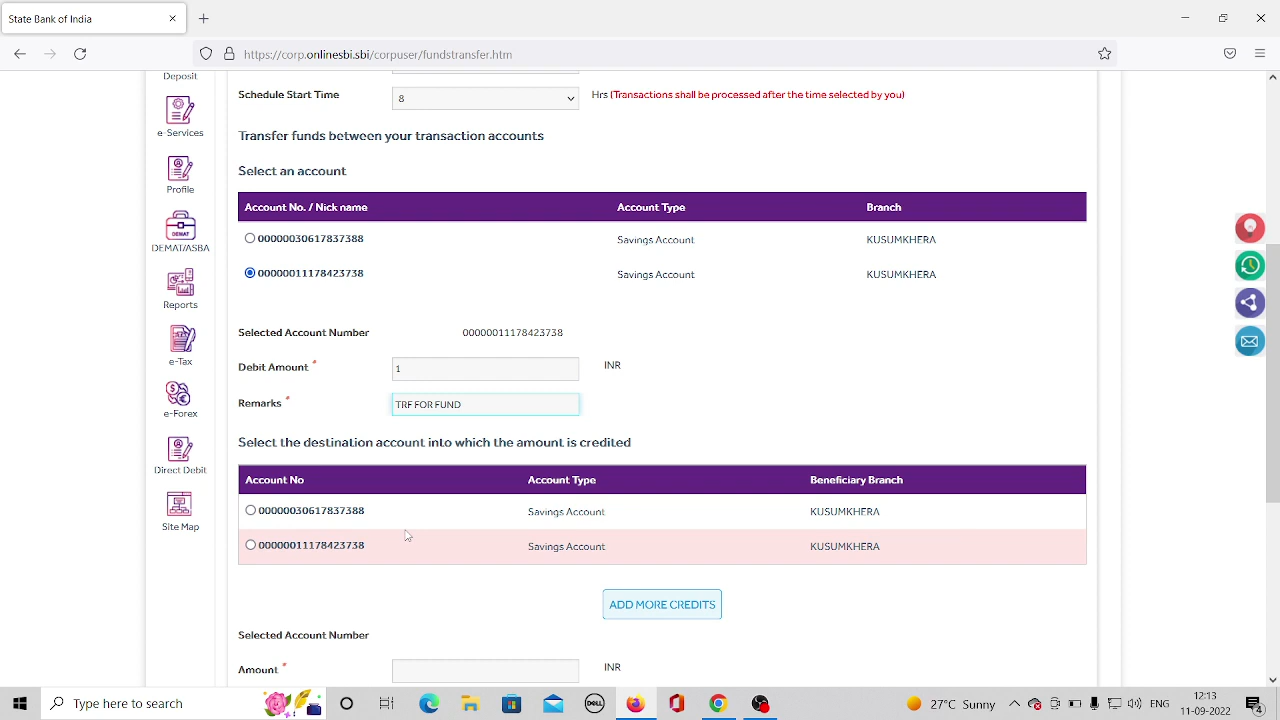 State Bank of India
https://corp.onlinesbi.sbi/corpuser/fundstransfer.htm
Deposit
e-Services
Profile
DEMAT
DEMAT/ASBA
Reports
e-Tax
e-Forex
Direct Debit
Site Map
Schedule Start Time 8 Hrs (Transactions shall be processed after the time selected by you)
Transfer funds between your transaction accounts
Select an account
Account No. / Nick name Account Type Branch
00000030617837388 Savings Account KUSUMKHERA
00000011178423738 Savings Account KUSUMKHERA
Selected Account Number 00000011178423738
Debit Amount * 1 INR
Remarks * TRF FOR FUND
Select the destination account into which the amount is credited
Account No Account Type Beneficiary Branch
00000030617837388 Savings Account KUSUMKHERA
00000011178423738 Savings Account KUSUMKHERA
ADD MORE CREDITS
Selected Account Number
Amount * INR
Type here to search
DELL
27°C Sunny
ENG
12:13
11-09-2022
4